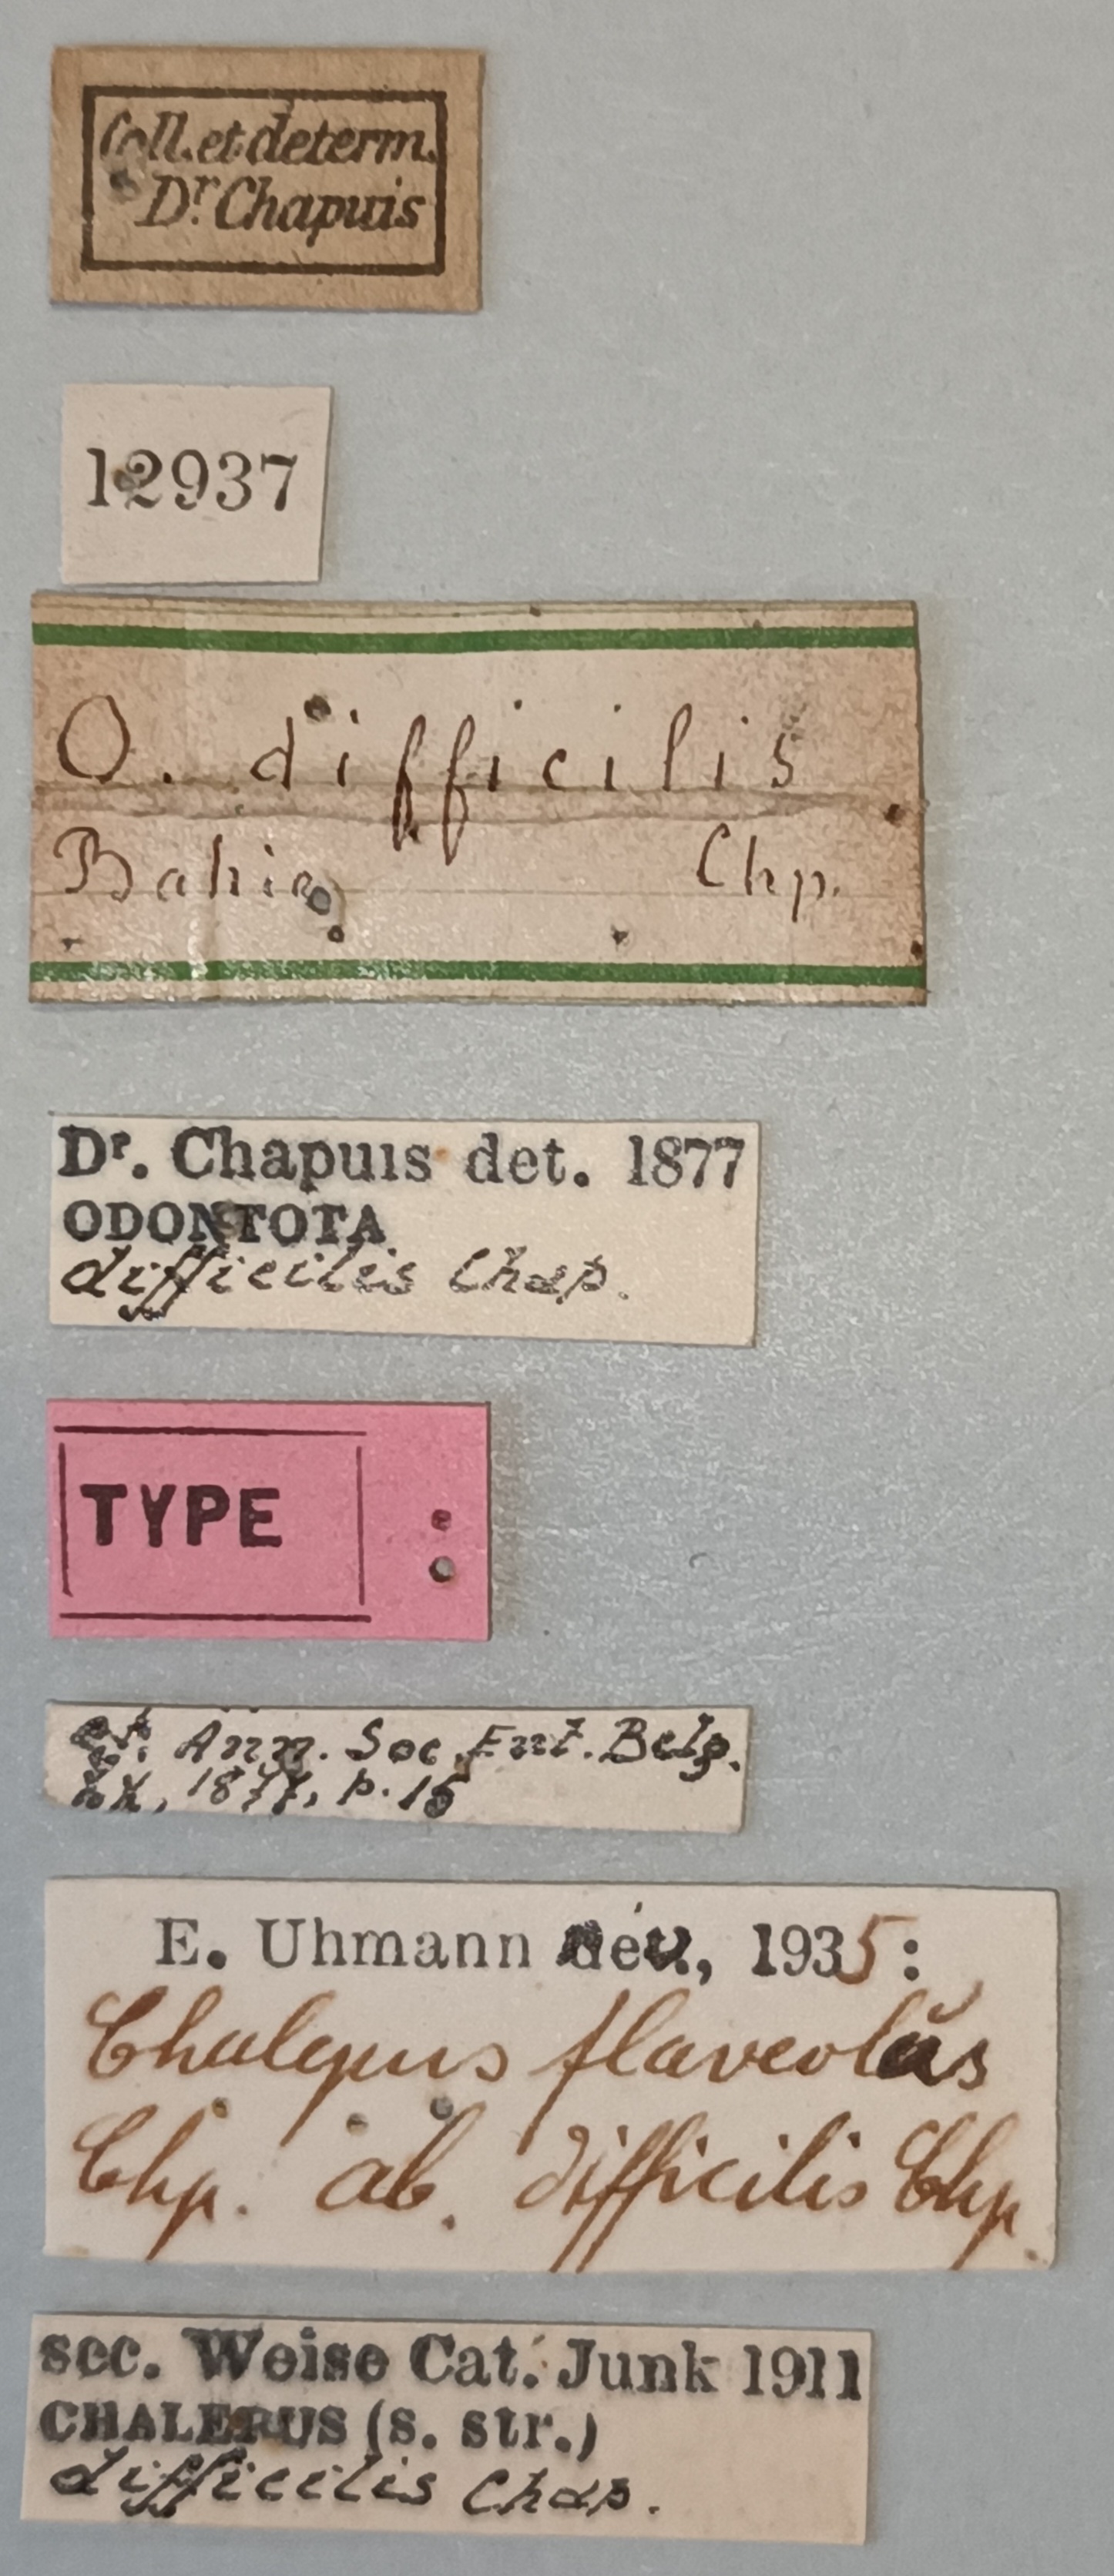 Coll. et determ.
Dr. Chapuis
12937
O. difficilis
Bahia Chp.
Dr. Chapuis det. 1877
ODONTOTA
difficilis Chap.
TYPE
cf. Ann. Soc. Ent. Belg.
XX, 1877, p. 15
E. Uhmann rev., 1935 :
Chalepus flaveolus
Chp. ab. difficilis Chp.
sec. Weise Cat. Junk 1911
CHALEPUS (s. str.)
difficilis Chap.